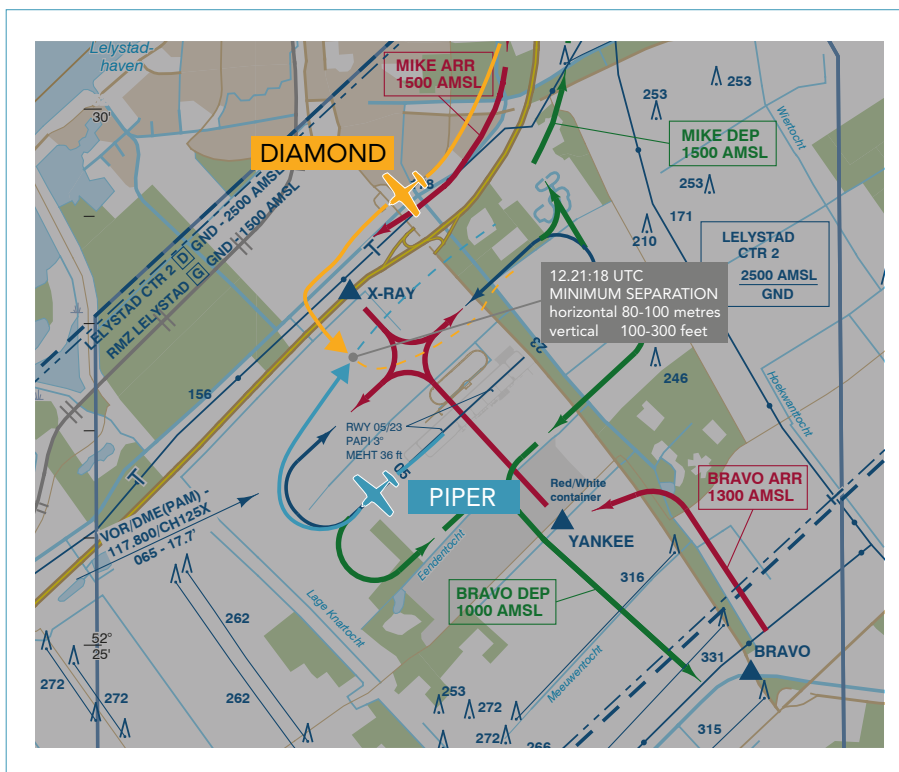 Lelystad-
haven
30'
MIKE ARR
1500 AMSL
253
253
Wiertocht
DIAMOND
MIKE DEP
1500 AMSL
253
171
210
LELYSTAD
CTR 2
2500 AMSL
GND
LELYSTAD CTR 2 D GND - 2500 AMSL
RMZ LELYSTAD G GND - 1500 AMSL
X-RAY
12.21:18 UTC
MINIMUM SEPARATION
horizontal 80-100 metres
vertical 100-300 feet
23
246
Hoekwanttocht
156
RWY 05/23
PAPI 3°
MEHT 36 ft
05
PIPER
Red/White
container
YANKEE
BRAVO ARR
1300 AMSL
VOR/DME(PAM) -
117.800/CH125X
065 - 17.7'
Eendentocht
316
BRAVO DEP
1000 AMSL
262
Lage Knartocht
52°
25'
331
BRAVO
Meeuwentocht
272
272
262
253
272
272
266
315